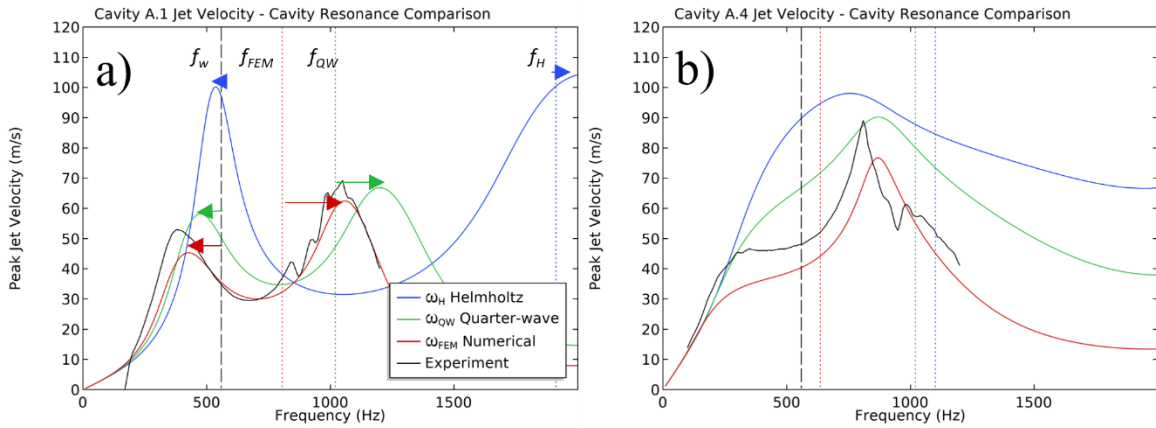 Cavity A.1 Jet Velocity - Cavity Resonance Comparison
a)
f_w
f_FEM
f_QW
f_H
Peak Jet Velocity (m/s)
120
110
100
90
80
70
60
50
40
30
20
10
0
0 500 1000 1500
Frequency (Hz)
ω_H Helmholtz
ω_QW Quarter-wave
ω_FEM Numerical
Experiment
Cavity A.4 Jet Velocity - Cavity Resonance Comparison
b)
Peak Jet Velocity (m/s)
120
110
100
90
80
70
60
50
40
30
20
10
0
0 500 1000 1500
Frequency (Hz)